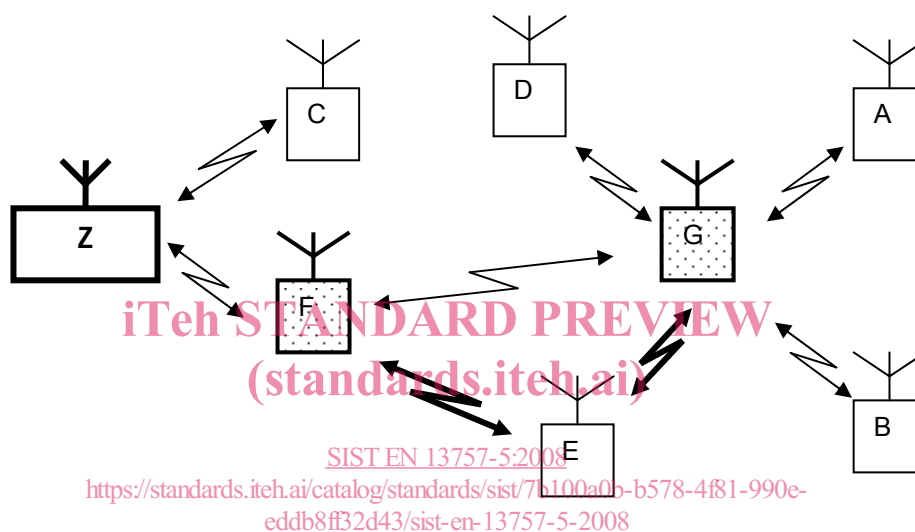 D
C
A
Z
G
F
iTeh STANDARD PREVIEW
(standards.iteh.ai)
B
E
SIST EN 13757-5:2008
https://standards.iteh.ai/catalog/standards/sist/7b100a0b-b578-4f81-990e-
eddb8ff32d43/sist-en-13757-5-2008